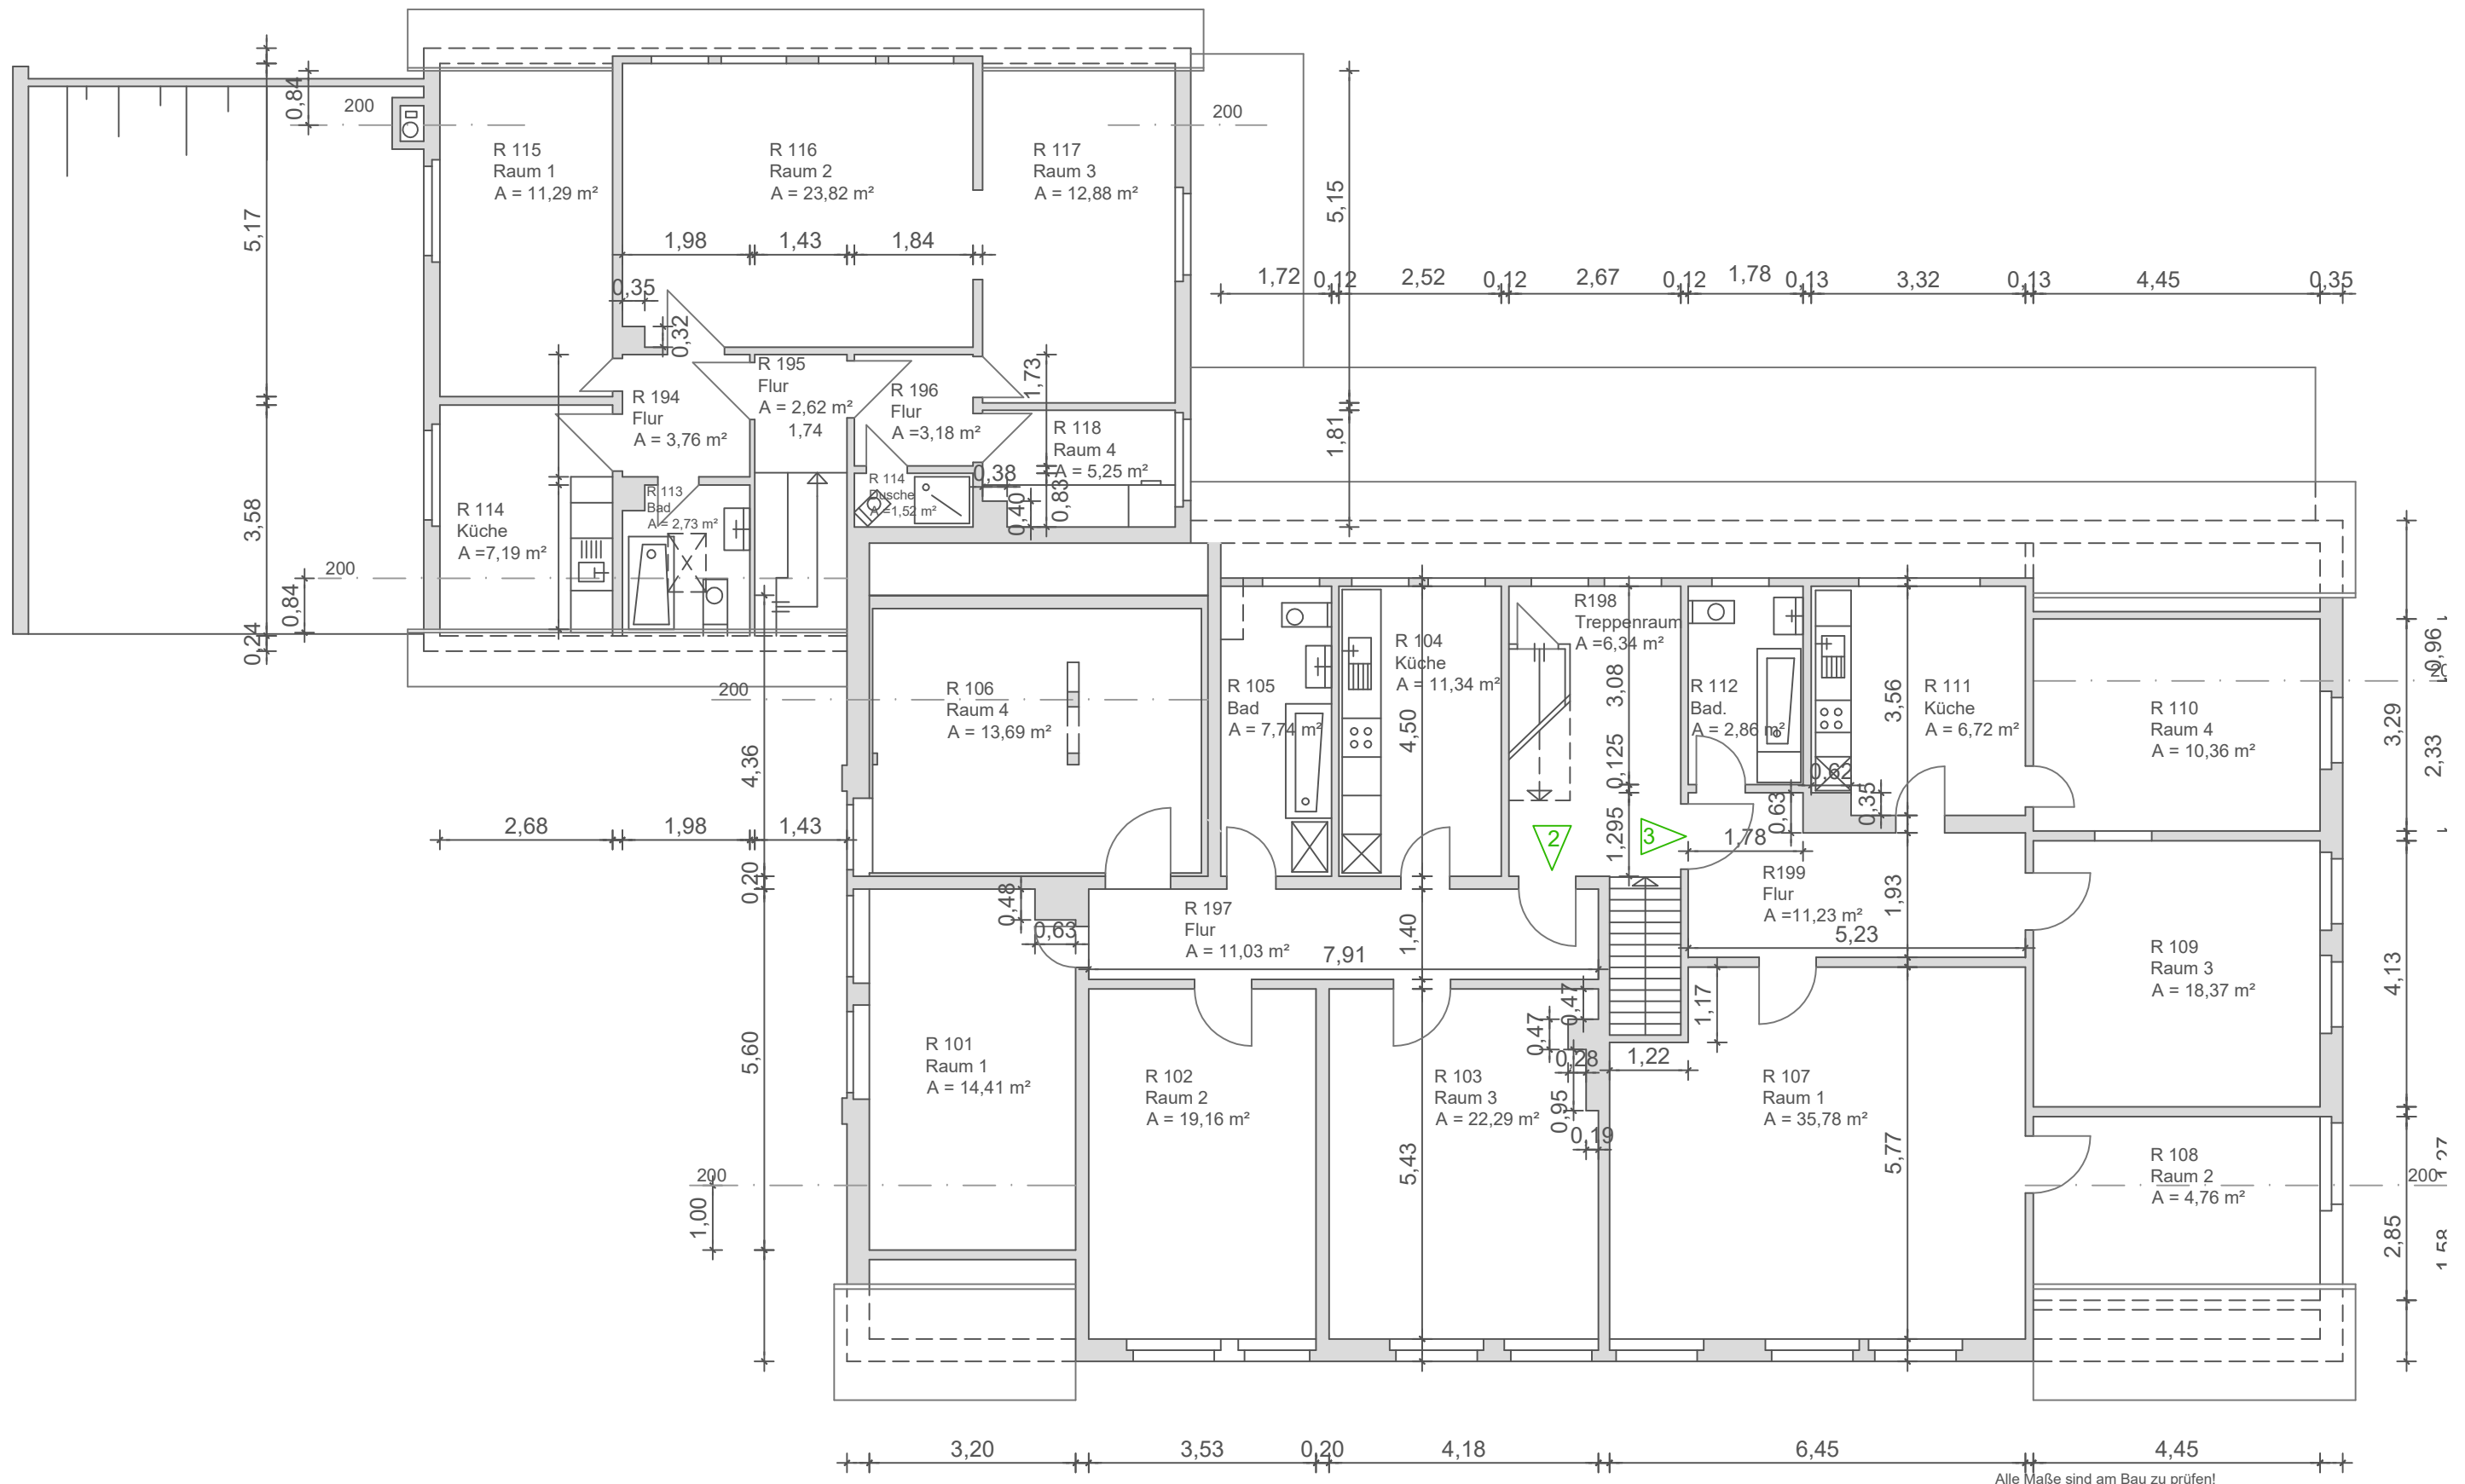 0,84
200
200
R 115
Raum 1
A = 11,29 m²
R 116
Raum 2
A = 23,82 m²
R 117
Raum 3
A = 12,88 m²
5,17
5,15
1,98
1,43
1,84
0,35
0,32
1,72
0,12
2,52
0,12
2,67
0,12
1,78
0,13
3,32
0,13
4,45
0,35
R 195
Flur
A = 2,62 m²
1,74
R 194
Flur
A = 3,76 m²
R 196
Flur
A =3,18 m²
1,73
R 118
Raum 4
A = 5,25 m²
1,81
0,38
0,40
0,83
R 114
Dusche
A =1,52 m²
R 113
Bad
A = 2,73 m²
R 114
Küche
A =7,19 m²
3,58
200
0,84
0,24
R 106
Raum 4
A = 13,69 m²
200
4,36
R 105
Bad
A = 7,74 m²
R 104
Küche
A = 11,34 m²
4,50
R198
Treppenraum
A =6,34 m²
3,08
0,125
1,295
R 112
Bad.
A = 2,86 m²
3,56
R 111
Küche
A = 6,72 m²
0,62
0,35
0,63
R 110
Raum 4
A = 10,36 m²
3,29
0,96
2,33
2,68
1,98
1,43
2
3
1,78
0,20
0,48
0,63
R 197
Flur
A = 11,03 m²
7,91
1,40
R199
Flur
A =11,23 m²
1,93
5,23
R 109
Raum 3
A = 18,37 m²
4,13
R 101
Raum 1
A = 14,41 m²
5,60
R 102
Raum 2
A = 19,16 m²
R 103
Raum 3
A = 22,29 m²
5,43
0,47
0,47
0,28
0,95
0,19
1,22
1,17
R 107
Raum 1
A = 35,78 m²
5,77
R 108
Raum 2
A = 4,76 m²
2,85
200
200
1,00
3,20
3,53
0,20
4,18
6,45
4,45
Alle Maße sind am Bau zu prüfen!